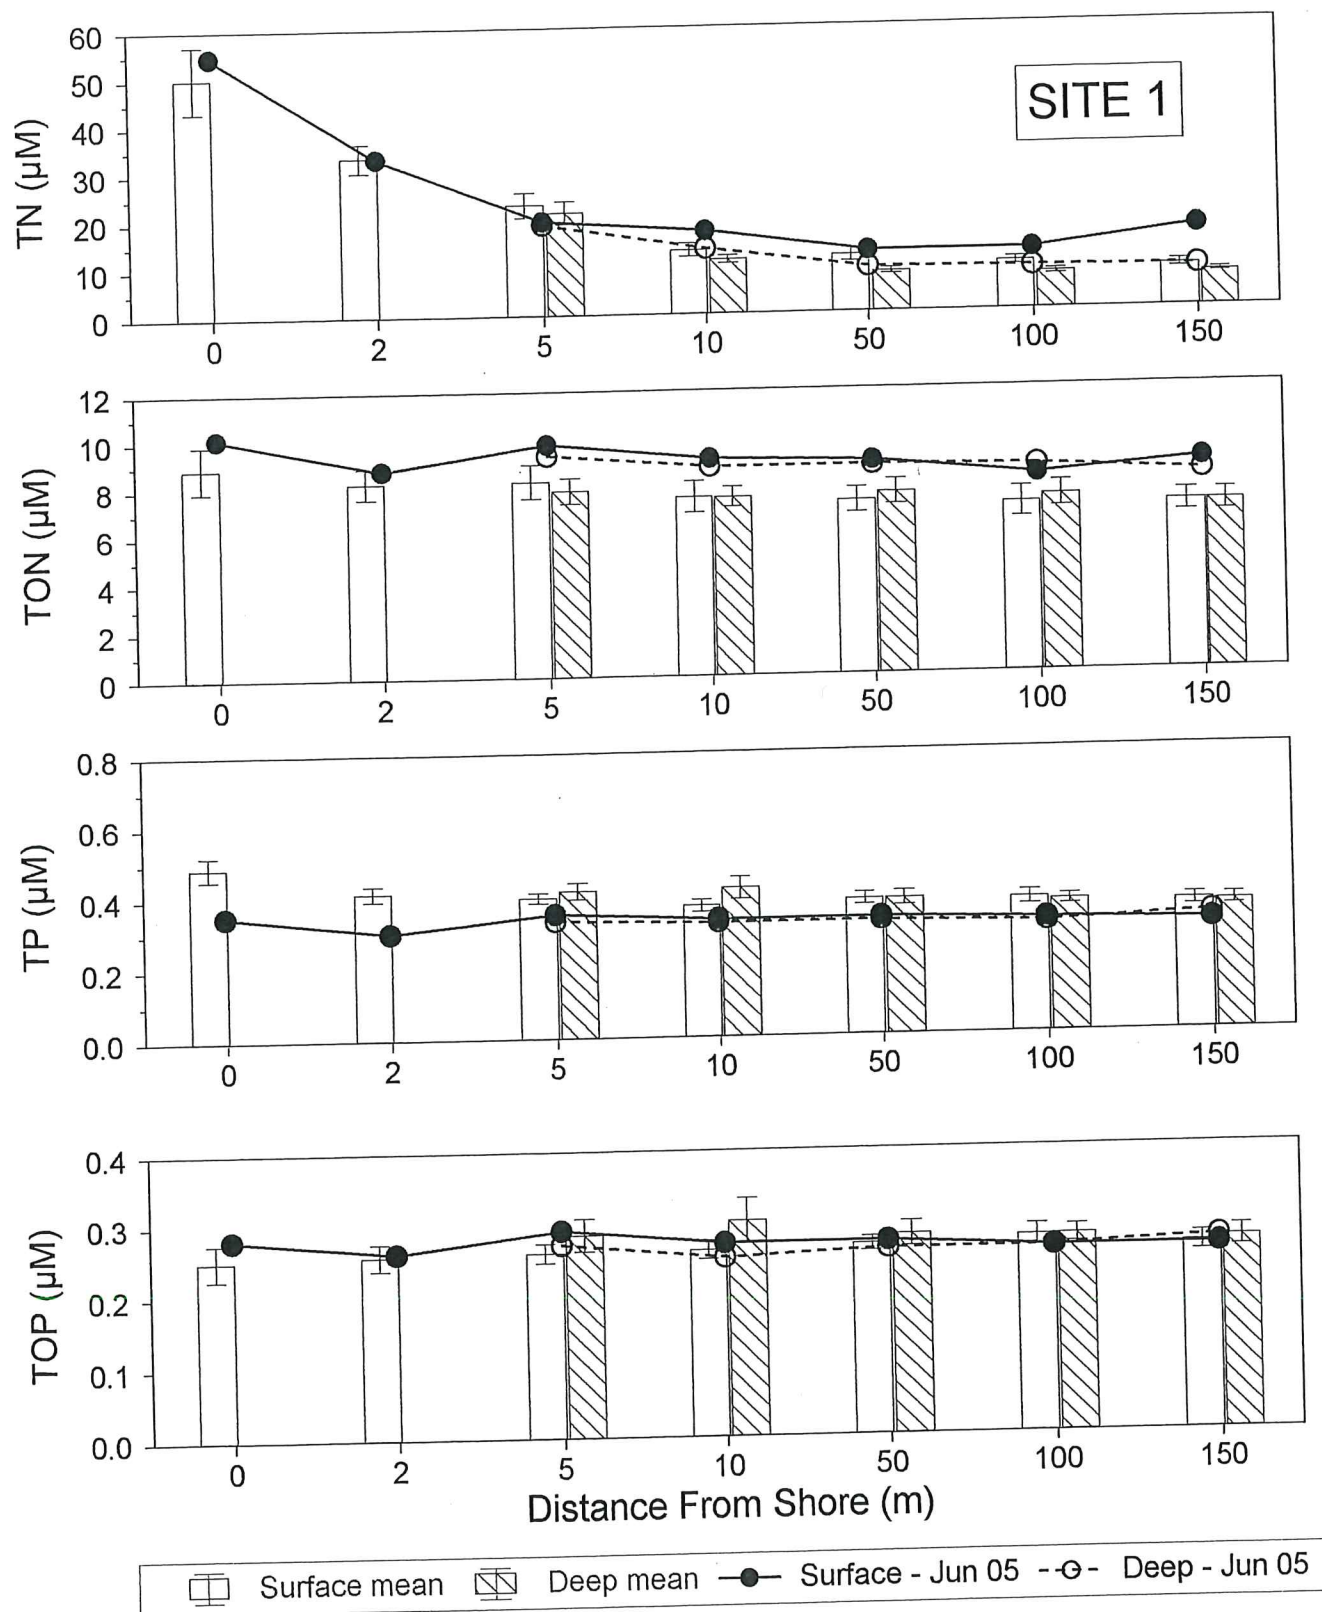 60
50
40
30
20
10
0
TN (µM)
SITE 1
0 2 5 10 50 100 150
12
10
8
6
4
2
0
TON (µM)
0 2 5 10 50 100 150
0.8
0.6
0.4
0.2
0.0
TP (µM)
0 2 5 10 50 100 150
0.4
0.3
0.2
0.1
0.0
TOP (µM)
0 2 5 10 50 100 150
Distance From Shore (m)
Surface mean Deep mean Surface - Jun 05 Deep - Jun 05